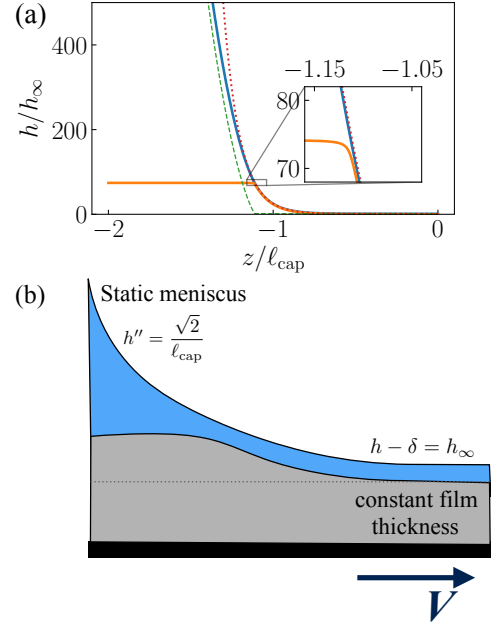 (a)
500
400
200
0
h/h∞
−2
−1
0
z/ℓcap
−1.15
−1.05
80
70
(b)
Static meniscus
h″ = √2/ℓcap
h − δ = h∞
constant film
thickness
V